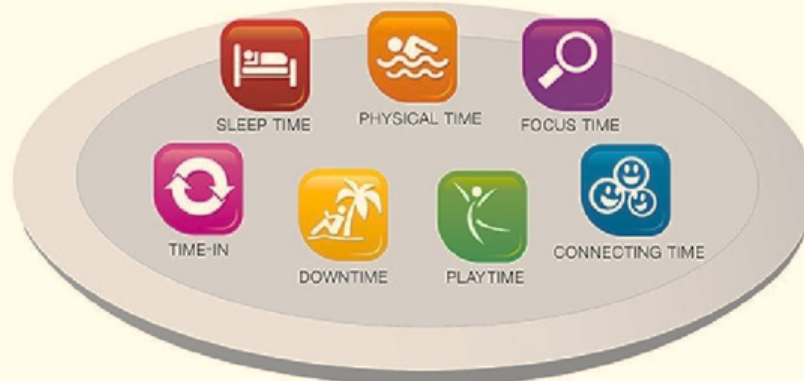 SLEEP TIME
PHYSICAL TIME
FOCUS TIME
TIME-IN
DOWNTIME
PLAYTIME
CONNECTING TIME